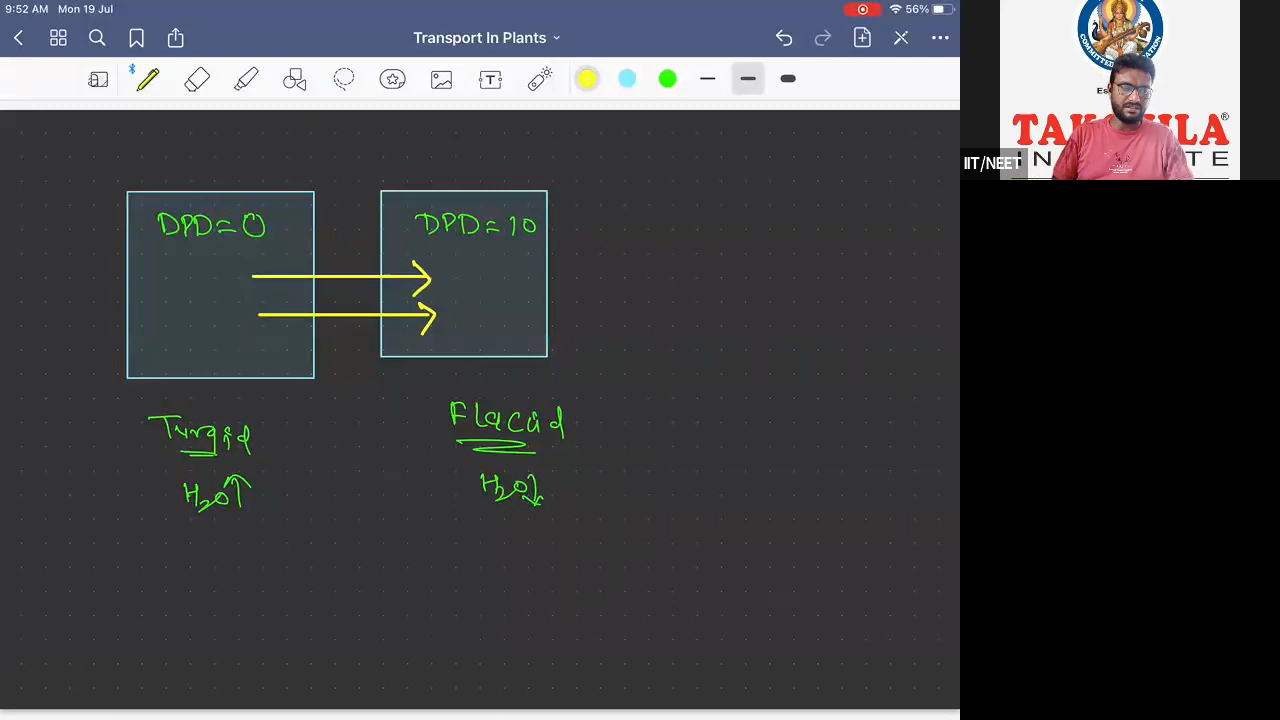 9:52 AM Mon 19 Jul
56%
Transport In Plants
T
IIT/NEET
DPD=0
DPD=10
Turgid
Flacid
H2O↑
H2O↓